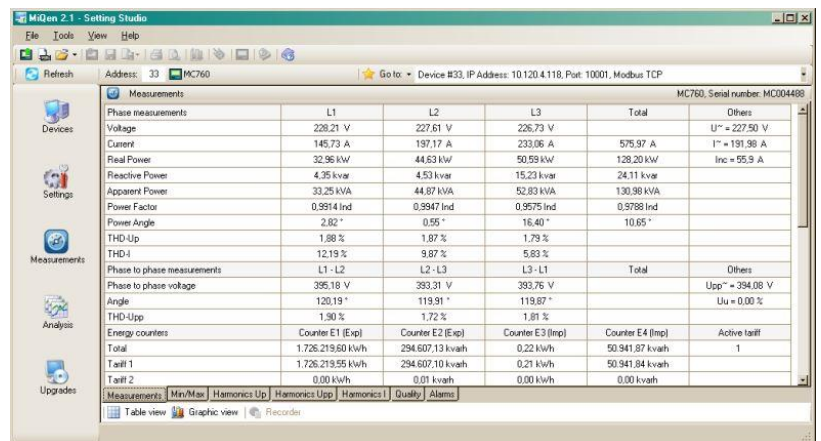 MiQen 2.1 - Setting Studio
File Tools View Help
Refresh Address: 33 MC760 Go to: Device #33, IP Address: 10.120.4.118, Port: 10001, Modbus TCP
Measurements MC760, Serial number: MC004488
Devices
Settings
Measurements
Analysis
Upgrades
Phase measurements L1 L2 L3 Total Others
Voltage 228,21 V 227,61 V 226,73 V U~ = 227,50 V
Current 145,73 A 197,17 A 233,06 A 575,97 A I~ = 191,98 A
Real Power 32,96 kW 44,63 kW 50,59 kW 128,20 kW Inc = 55,9 A
Reactive Power 4,35 kvar 4,53 kvar 15,23 kvar 24,11 kvar
Apparent Power 33,25 kVA 44,87 kVA 52,83 kVA 130,98 kVA
Power Factor 0,9914 Ind 0,9947 Ind 0,9575 Ind 0,9788 Ind
Power Angle 2,82 ° 0,55 ° 16,40 ° 10,65 °
THD-Up 1,88 % 1,87 % 1,79 %
THD-I 12,19 % 9,87 % 5,83 %
Phase to phase measurements L1 - L2 L2 - L3 L3 - L1 Total Others
Phase to phase voltage 395,18 V 393,31 V 393,76 V Upp~ = 394,08 V
Angle 120,19 ° 119,91 ° 119,87 ° Uu = 0,00 %
THD-Upp 1,90 % 1,72 % 1,81 %
Energy counters Counter E1 (Exp) Counter E2 (Exp) Counter E3 (Imp) Counter E4 (Imp) Active tariff
Total 1.726.219,60 kWh 294.607,13 kvarh 0,22 kWh 50.941,87 kvarh 1
Tariff 1 1.726.219,55 kWh 294.607,10 kvarh 0,21 kWh 50.941,84 kvarh
Tariff 2 0,00 kWh 0,01 kvarh 0,00 kWh 0,00 kvarh
Measurements Min/Max Harmonics Up Harmonics Upp Harmonics I Quality Alarms
Table view Graphic view Recorder